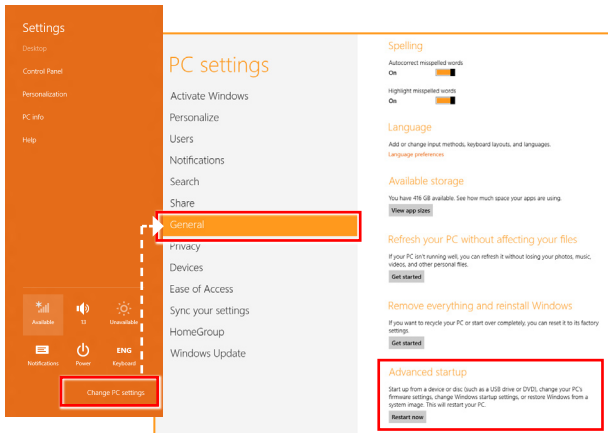 Settings
Desktop
Control Panel
Personalization
PC info
Help
Available
53
Unavailable
Notifications
Power
ENG
Keyboard
Change PC settings
PC settings
Activate Windows
Personalize
Users
Notifications
Search
Share
General
Privacy
Devices
Ease of Access
Sync your settings
HomeGroup
Windows Update
Spelling
Autocorrect misspelled words
On
Highlight misspelled words
On
Language
Add or change input methods, keyboard layouts, and languages.
Language preferences
Available storage
You have 416 GB available. See how much space your apps are using.
View app sizes
Refresh your PC without affecting your files
If your PC isn't running well, you can refresh it without losing your photos, music,
videos, and other personal files.
Get started
Remove everything and reinstall Windows
If you want to recycle your PC or start over completely, you can reset it to its factory
settings.
Get started
Advanced startup
Start up from a device or disc (such as a USB drive or DVD), change your PC's
firmware settings, change Windows startup settings, or restore Windows from a
system image. This will restart your PC.
Restart now